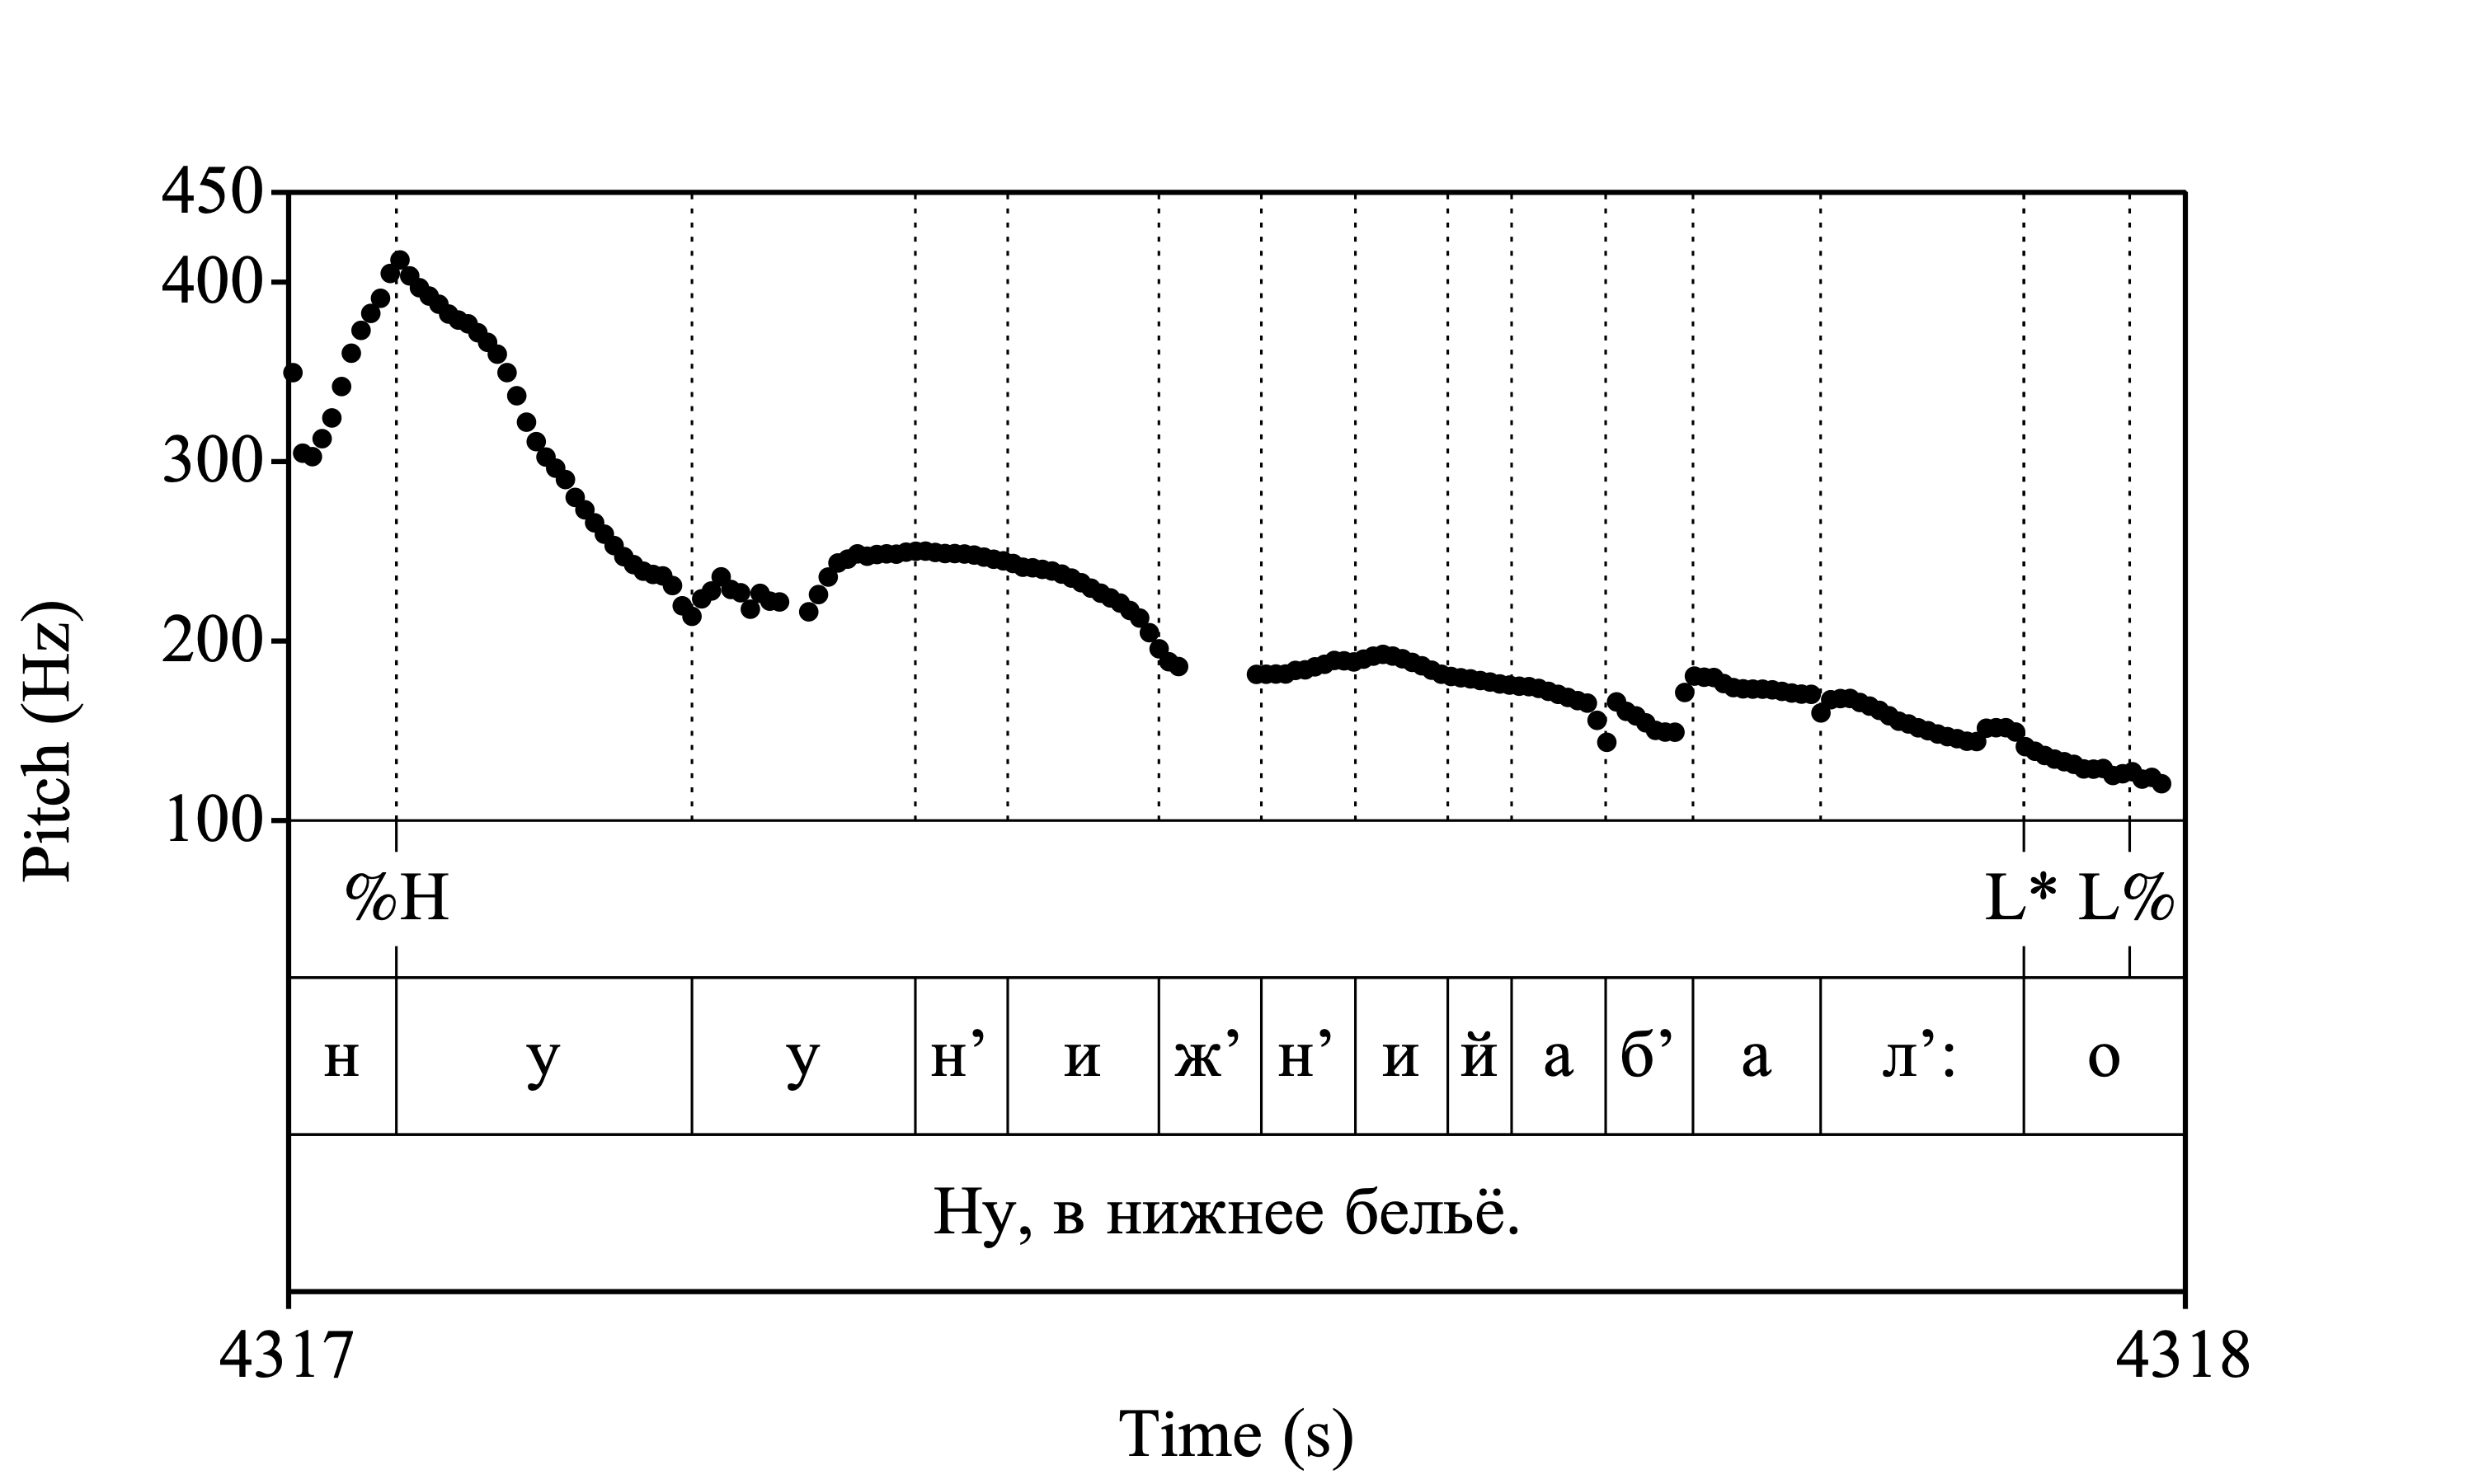 450
400
300
200
100
Pitch (Hz)
%H L* L%
н у у н’ и ж’ н’ и й а б’ а л’: о
Ну, в нижнее бельё.
4317 4318
Time (s)